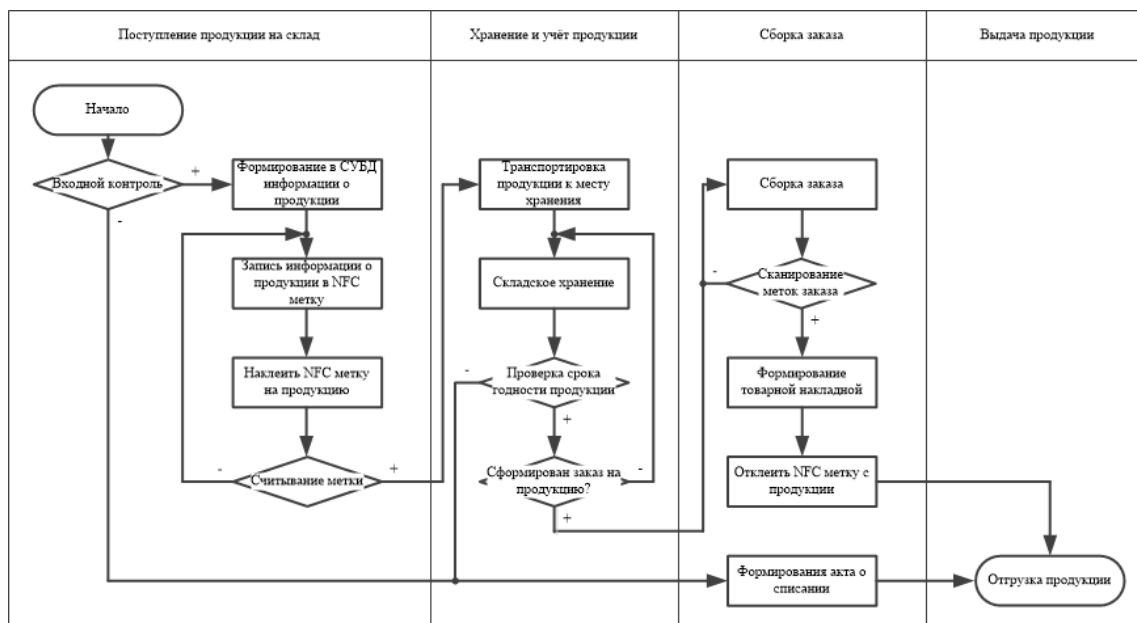 Поступление продукции на склад
Хранение и учёт продукции
Сборка заказа
Выдача продукции
Начало
Входной контроль
+
-
Формирование в СУБД
информации о
продукции
Запись информации о
продукции в NFC
метку
Наклеить NFC метку
на продукцию
Считывание метки
-
+
Транспортировка
продукции к месту
хранения
Складское хранение
Проверка срока
годности продукции
-
+
Сформирован заказ на
продукцию?
-
+
Сборка заказа
Сканирование
меток заказа
-
+
Формирование
товарной накладной
Отклеить NFC метку с
продукции
Формирования акта о
списании
Отгрузка продукции